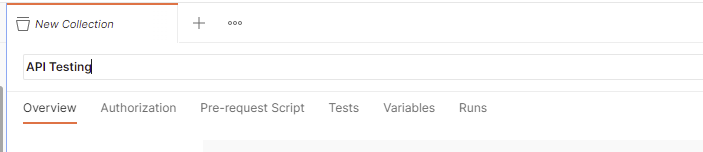 New Collection
API Testing
Overview Authorization Pre-request Script Tests Variables Runs